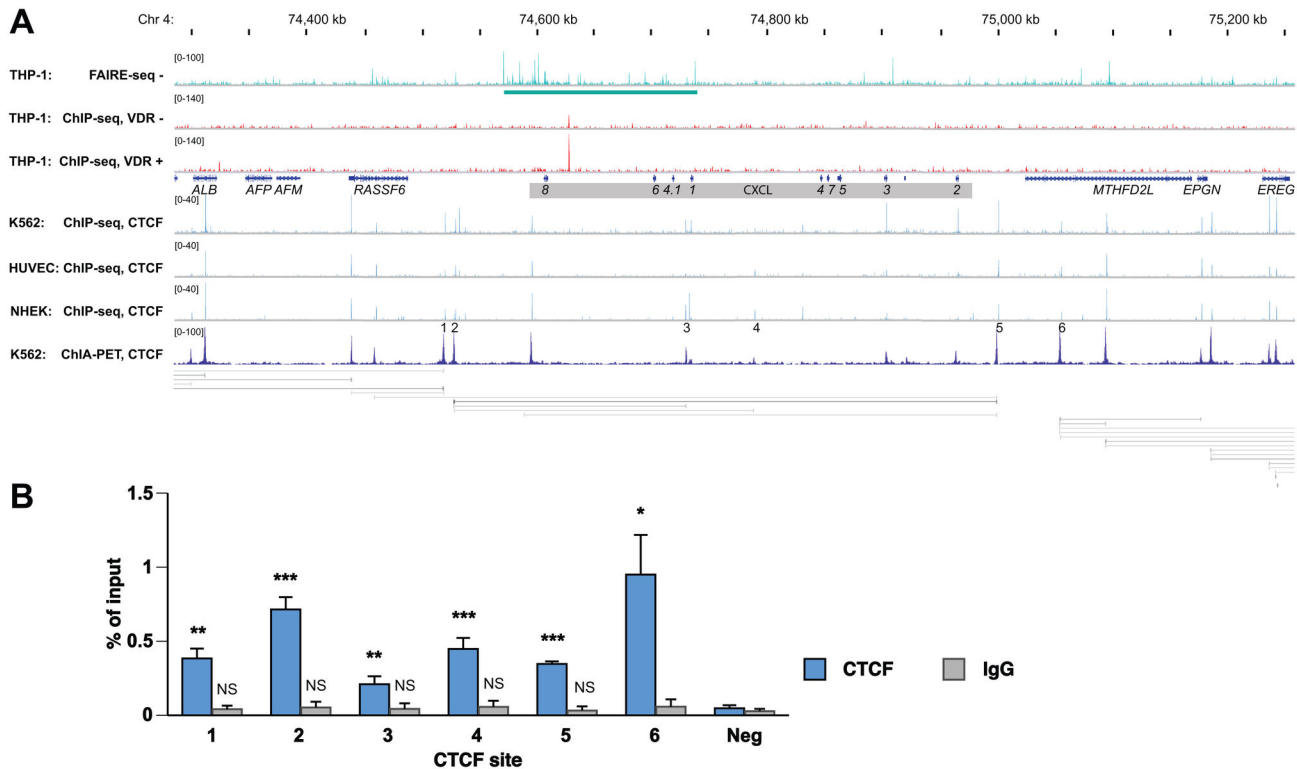 A
Chr 4: 74,400 kb 74,600 kb 74,800 kb 75,000 kb 75,200 kb
[0-100]
THP-1: FAIRE-seq -
[0-140]
THP-1: ChIP-seq, VDR -
[0-140]
THP-1: ChIP-seq, VDR +
ALB AFP AFM RASSF6 8 6 4.1 1 CXCL 4 7 5 3 2 MTHFD2L EPGN EREG
[0-40]
K562: ChIP-seq, CTCF
[0-40]
HUVEC: ChIP-seq, CTCF
[0-40]
NHEK: ChIP-seq, CTCF
1 2 3 4 5 6
[0-100]
K562: ChIA-PET, CTCF
B
1.5
1
0.5
0
% of input
** *** ** *** *** *
NS NS NS NS NS
1 2 3 4 5 6 Neg
CTCF site
CTCF IgG